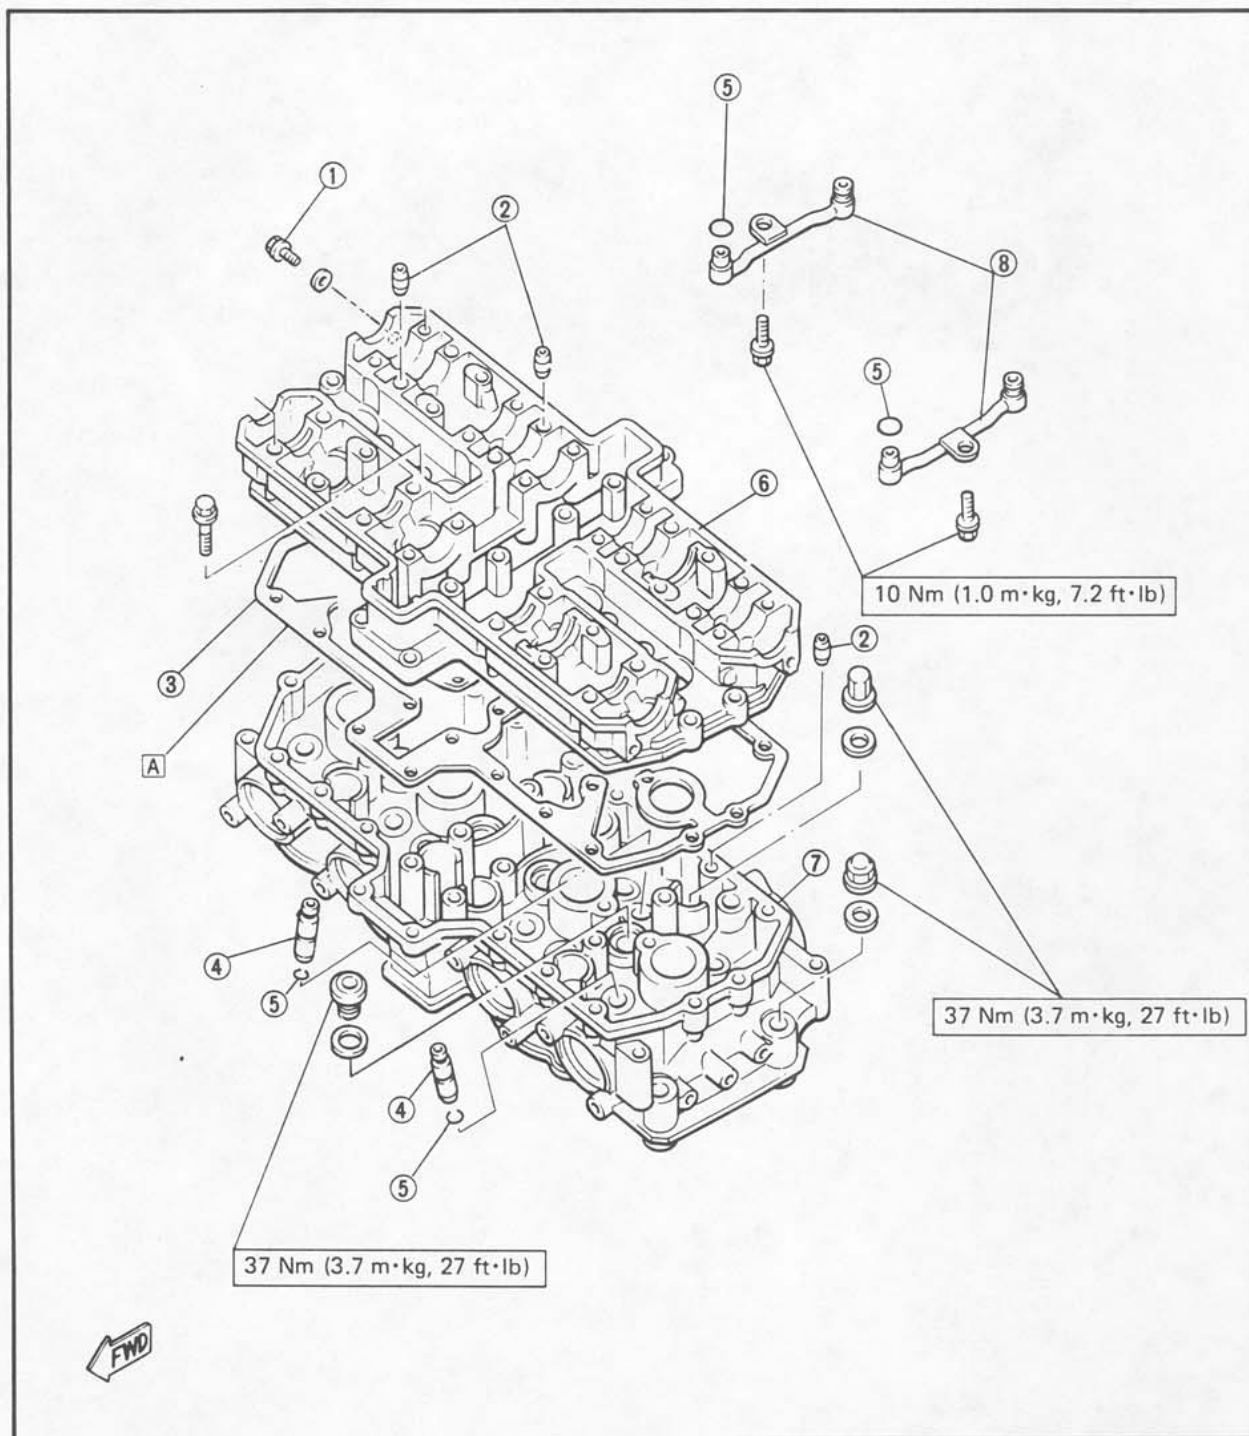 ⑤
①
②
⑧
⑤
⑥
10 Nm (1.0 m·kg, 7.2 ft·lb)
②
③
A
⑦
④
⑤
37 Nm (3.7 m·kg, 27 ft·lb)
④
⑤
37 Nm (3.7 m·kg, 27 ft·lb)
FWD